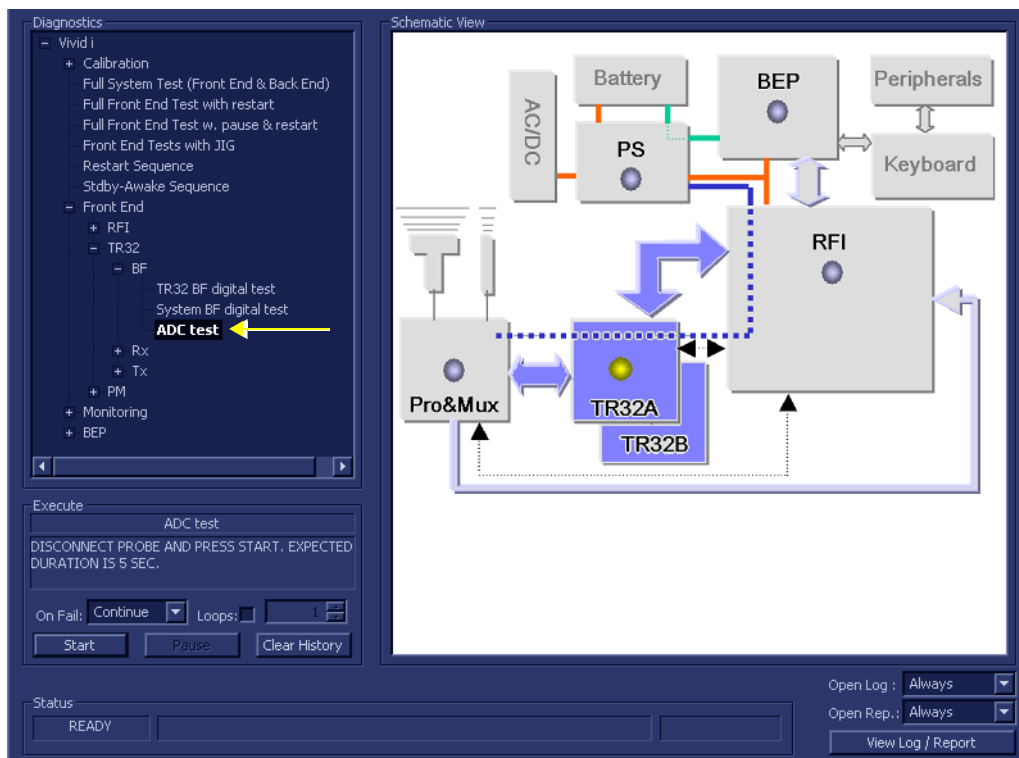 Diagnostics
Vivid i
Calibration
Full System Test (Front End & Back End)
Full Front End Test with restart
Full Front End Test w. pause & restart
Front End Tests with JIG
Restart Sequence
Stdby-Awake Sequence
Front End
RFI
TR32
BF
TR32 BF digital test
System BF digital test
ADC test
Rx
Tx
PM
Monitoring
BEP
Execute
ADC test
DISCONNECT PROBE AND PRESS START. EXPECTED
DURATION IS 5 SEC.
On Fail: Continue Loops: 1
Start Pause Clear History
Schematic View
Battery
BEP
Peripherals
AC/DC
PS
Keyboard
RFI
Pro&Mux
TR32A
TR32B
Status
READY
Open Log : Always
Open Rep.: Always
View Log / Report